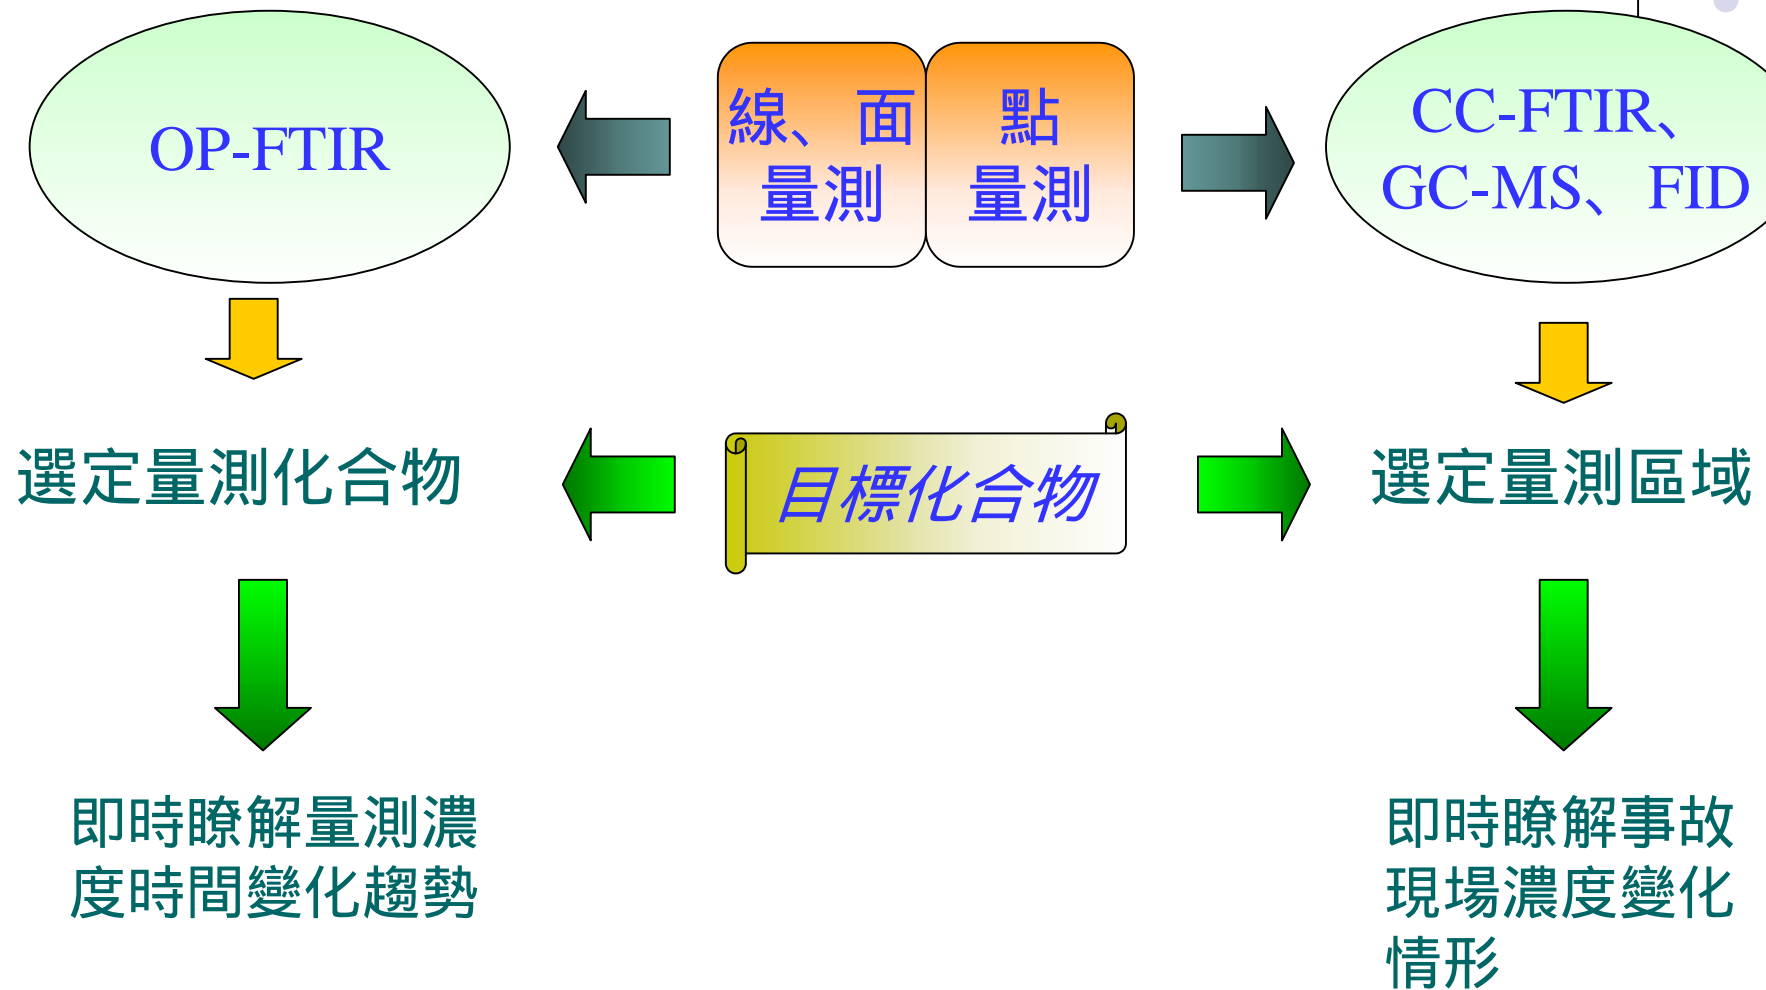 OP-FTIR
線、面
量測
點
量測
CC-FTIR、
GC-MS、FID
選定量測化合物
目標化合物
選定量測區域
即時瞭解量測濃
度時間變化趨勢
即時瞭解事故
現場濃度變化
情形